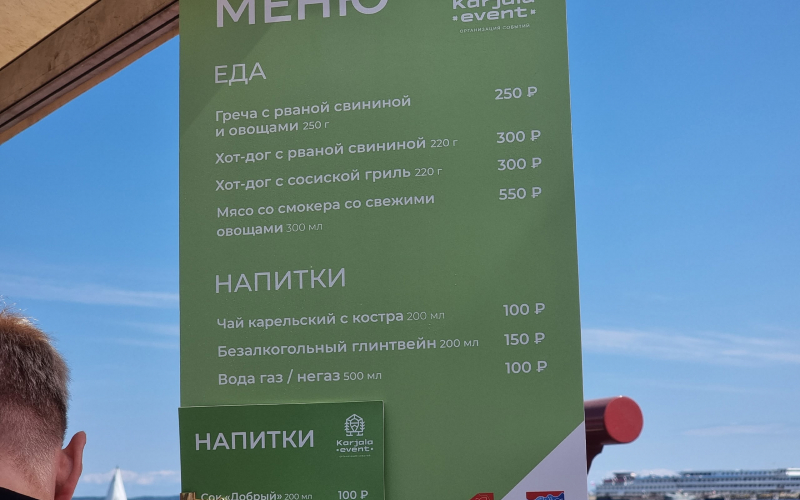 МЕНЮ
Karjala
·event·
ОРГАНИЗАЦИЯ СОБЫТИЙ
ЕДА
Греча с рваной свининой
и овощами 250 г
250 ₽
Хот-дог с рваной свининой 220 г
300 ₽
Хот-дог с сосиской гриль 220 г
300 ₽
Мясо со смокера со свежими
овощами 300 мл
550 ₽
НАПИТКИ
Чай карельский с костра 200 мл
100 ₽
Безалкогольный глинтвейн 200 мл
150 ₽
Вода газ / негаз 500 мл
100 ₽
НАПИТКИ
Karjala
·event·
Сок «Добрый» 200 мл
100 ₽